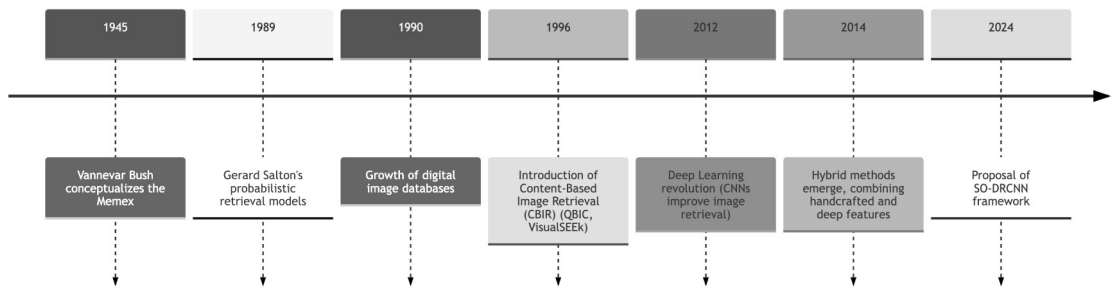 1945
1989
1990
1996
2012
2014
2024
Vannevar Bush
conceptualizes the
Memex
Gerard Salton's
probabilistic
retrieval models
Growth of digital
image databases
Introduction of
Content-Based
Image Retrieval
(CBIR) (QBIC,
VisualSEEk)
Deep Learning
revolution (CNNs
improve image
retrieval)
Hybrid methods
emerge, combining
handcrafted and
deep features
Proposal of
SO-DRCNN
framework